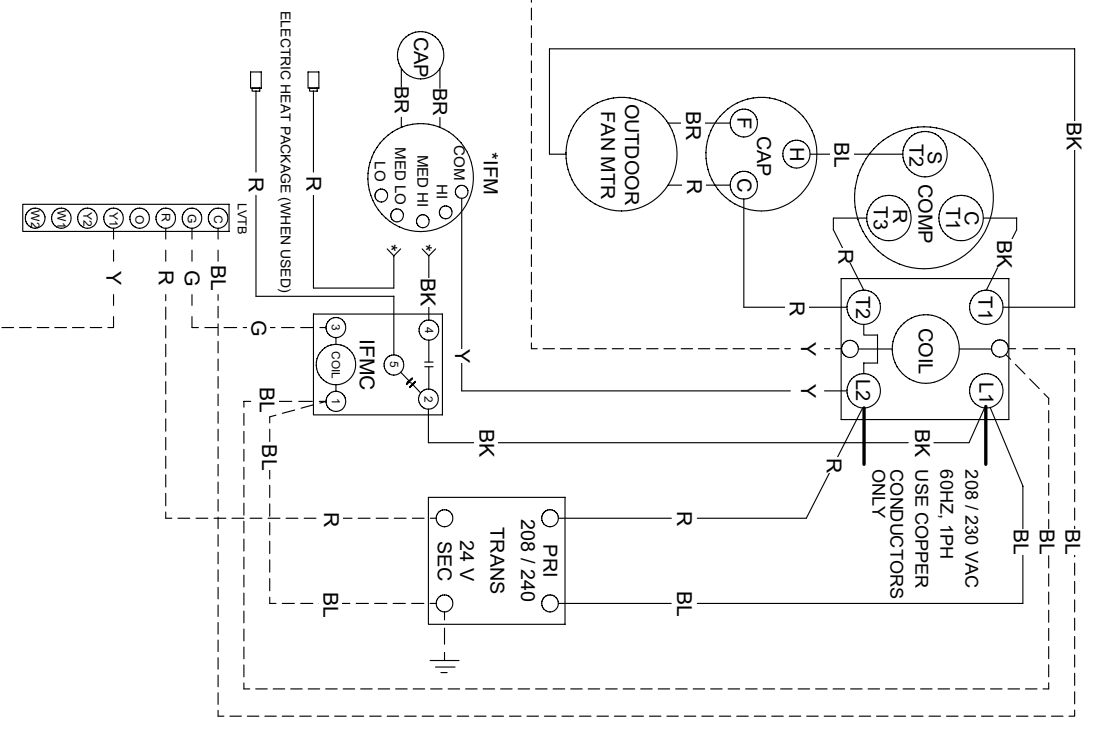 ELECTRIC HEAT PACKAGE (WHEN USED)
R
R
CAP
BR
BR
*IFM
COM
HI
MED HI
MED LO
LO
*
*
BK
Y
LVTB
C
G
R
O
Y1
Y2
W1
W2
BL
G
R
Y
G
3
COIL
1
IFMC
5
4
2
BL
BL
BK
R
BL
PRI
208 / 240
TRANS
24 V
SEC
R
BL
OUTDOOR
FAN MTR
BR
R
F
CAP
H
C
BL
S
T2
COMP
R
T3
C
T1
BK
R
BK
R
T2
T1
COIL
L2
L1
Y
Y
BK
R
208 / 230 VAC
60HZ, 1PH
USE COPPER
CONDUCTORS
ONLY
BL
BL
BL